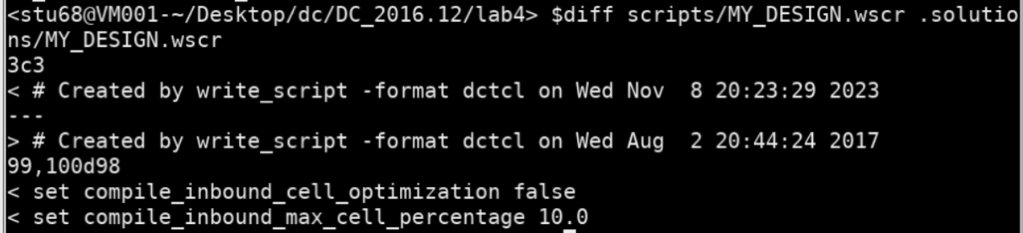 <stu68@VM001-~/Desktop/dc/DC_2016.12/lab4> $diff scripts/MY_DESIGN.wscr .solutio
ns/MY_DESIGN.wscr
3c3
< # Created by write_script -format dctcl on Wed Nov  8 20:23:29 2023
---
> # Created by write_script -format dctcl on Wed Aug  2 20:44:24 2017
99,100d98
< set compile_inbound_cell_optimization false
< set compile_inbound_max_cell_percentage 10.0